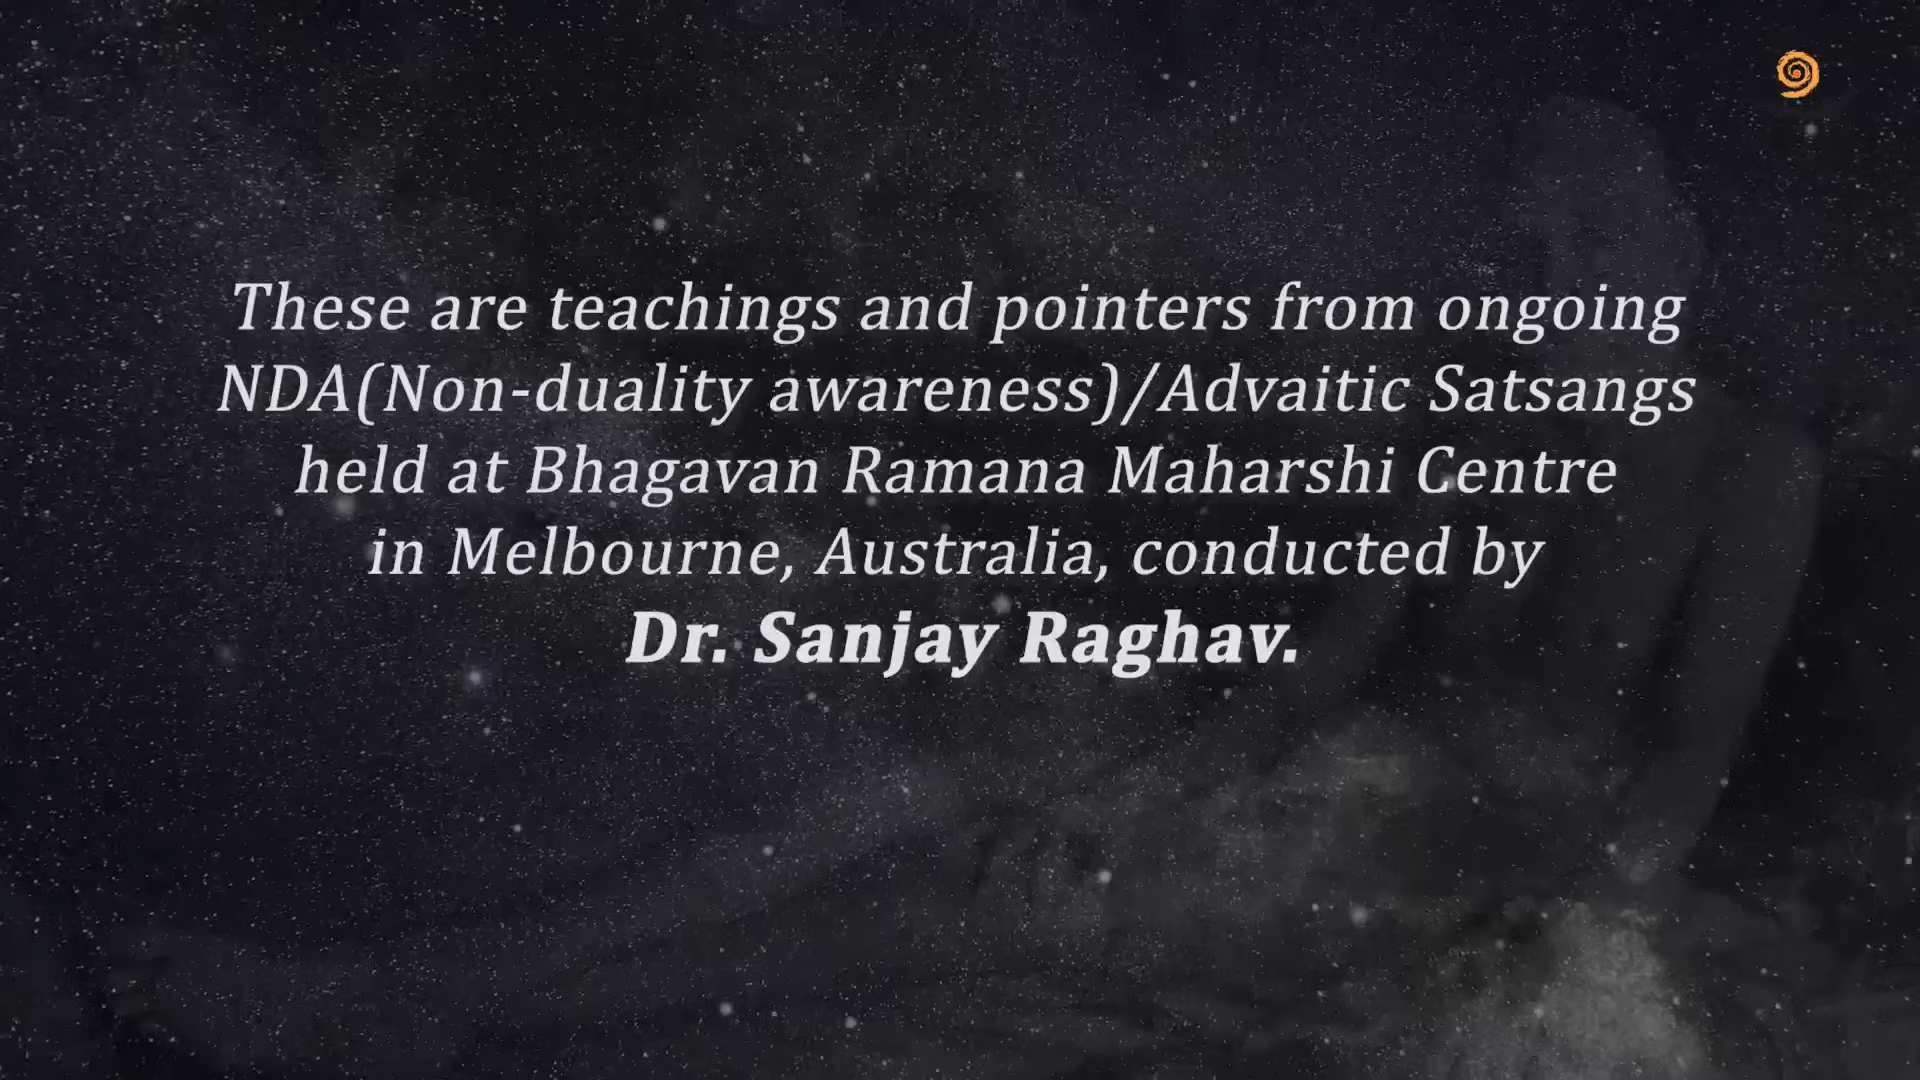 These are teachings and pointers from ongoing
NDA(Non-duality awareness)/Advaitic Satsangs
held at Bhagavan Ramana Maharshi Centre
in Melbourne, Australia, conducted by
Dr. Sanjay Raghav.